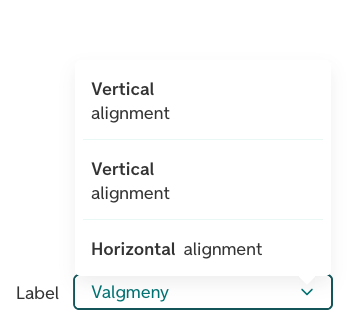 Vertical
alignment
Vertical
alignment
Horizontal alignment
Label Valgmeny